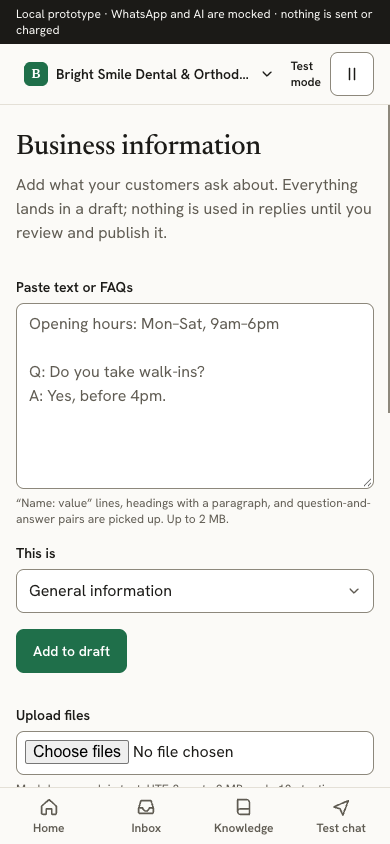 Local prototype · WhatsApp and AI are mocked · nothing is sent or
charged
B Bright Smile Dental & Orthod...
Test
mode
Business information
Add what your customers ask about. Everything
lands in a draft; nothing is used in replies until you
review and publish it.
Paste text or FAQs
Opening hours: Mon–Sat, 9am–6pm
Q: Do you take walk-ins?
A: Yes, before 4pm.
“Name: value” lines, headings with a paragraph, and question-and-
answer pairs are picked up. Up to 2 MB.
This is
General information
Add to draft
Upload files
Choose files No file chosen
Home
Inbox
Knowledge
Test chat